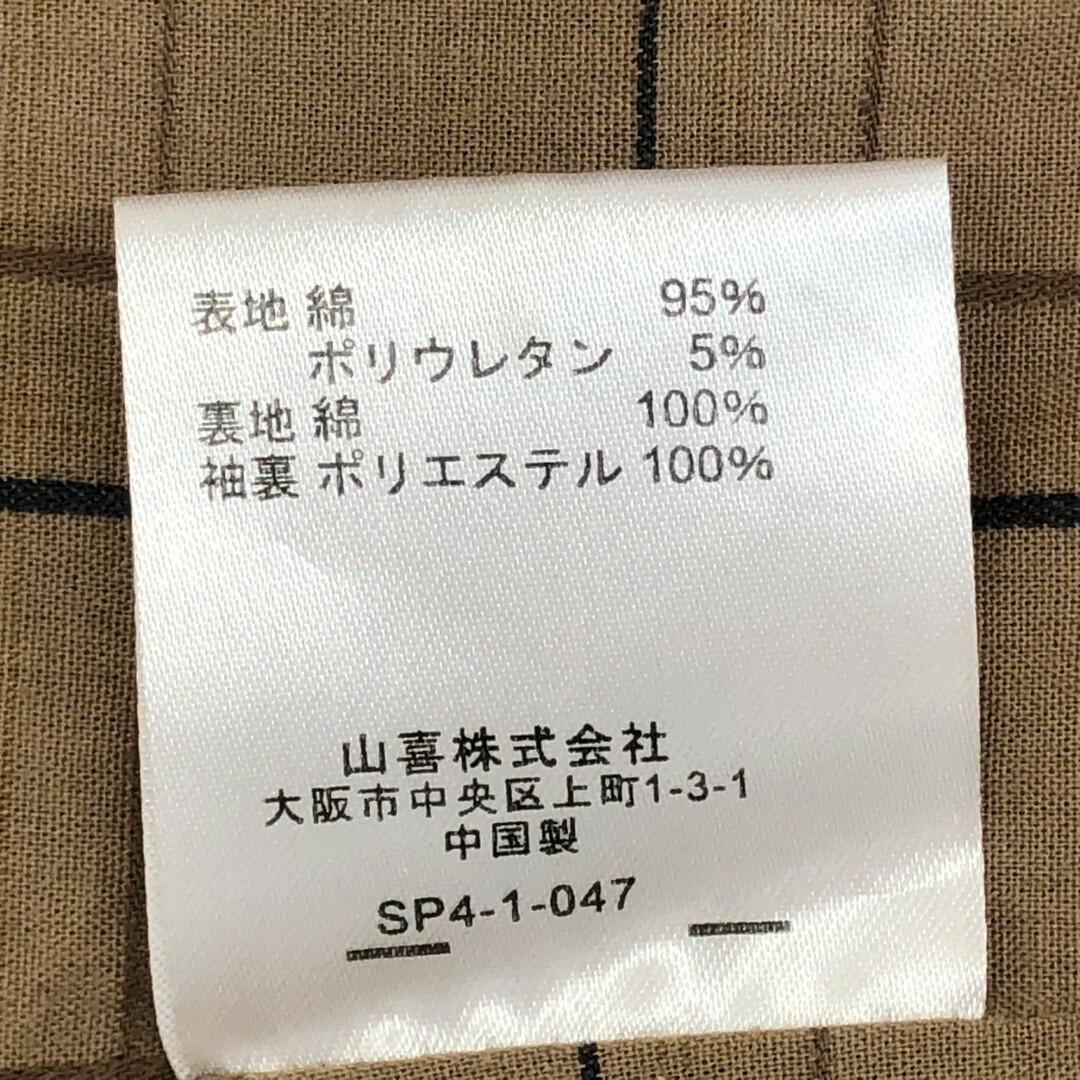 表地 綿 95%
ポリウレタン 5%
裏地 綿 100%
袖裏 ポリエステル 100%
山喜株式会社
大阪市中央区上町1-3-1
中国製
SP4-1-047